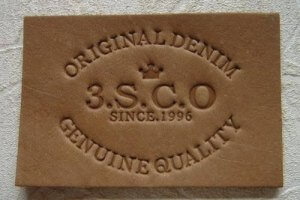 ORIGINAL DENIM
3.S.C.O
SINCE.1996
GENUINE QUALITY